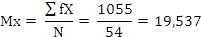 Mx = ∑ fX / N = 1055 / 54 = 19,537